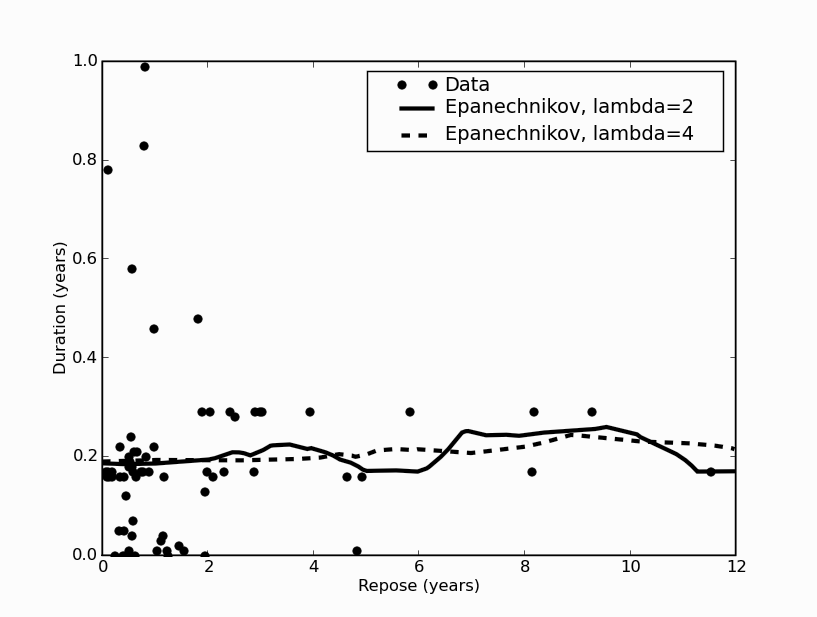 1.0
0.8
0.6
0.4
0.2
0.0
Duration (years)
Data
Epanechnikov, lambda=2
Epanechnikov, lambda=4
0 2 4 6 8 10 12
Repose (years)